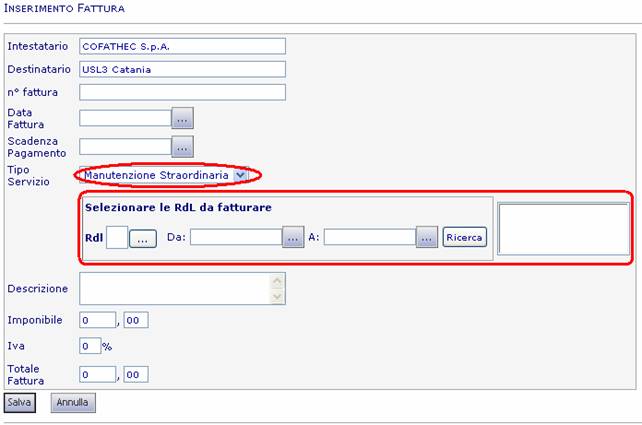 INSERIMENTO FATTURA
Intestatario COFATHEC S.p.A.
Destinatario USL3 Catania
n° fattura
Data Fattura ...
Scadenza Pagamento ...
Tipo Servizio Manutenzione Straordinaria
Selezionare le RdL da fatturare
Rdl ... Da: ... A: ... Ricerca
Descrizione
Imponibile 0 , 00
Iva 0 %
Totale Fattura 0 , 00
Salva Annulla